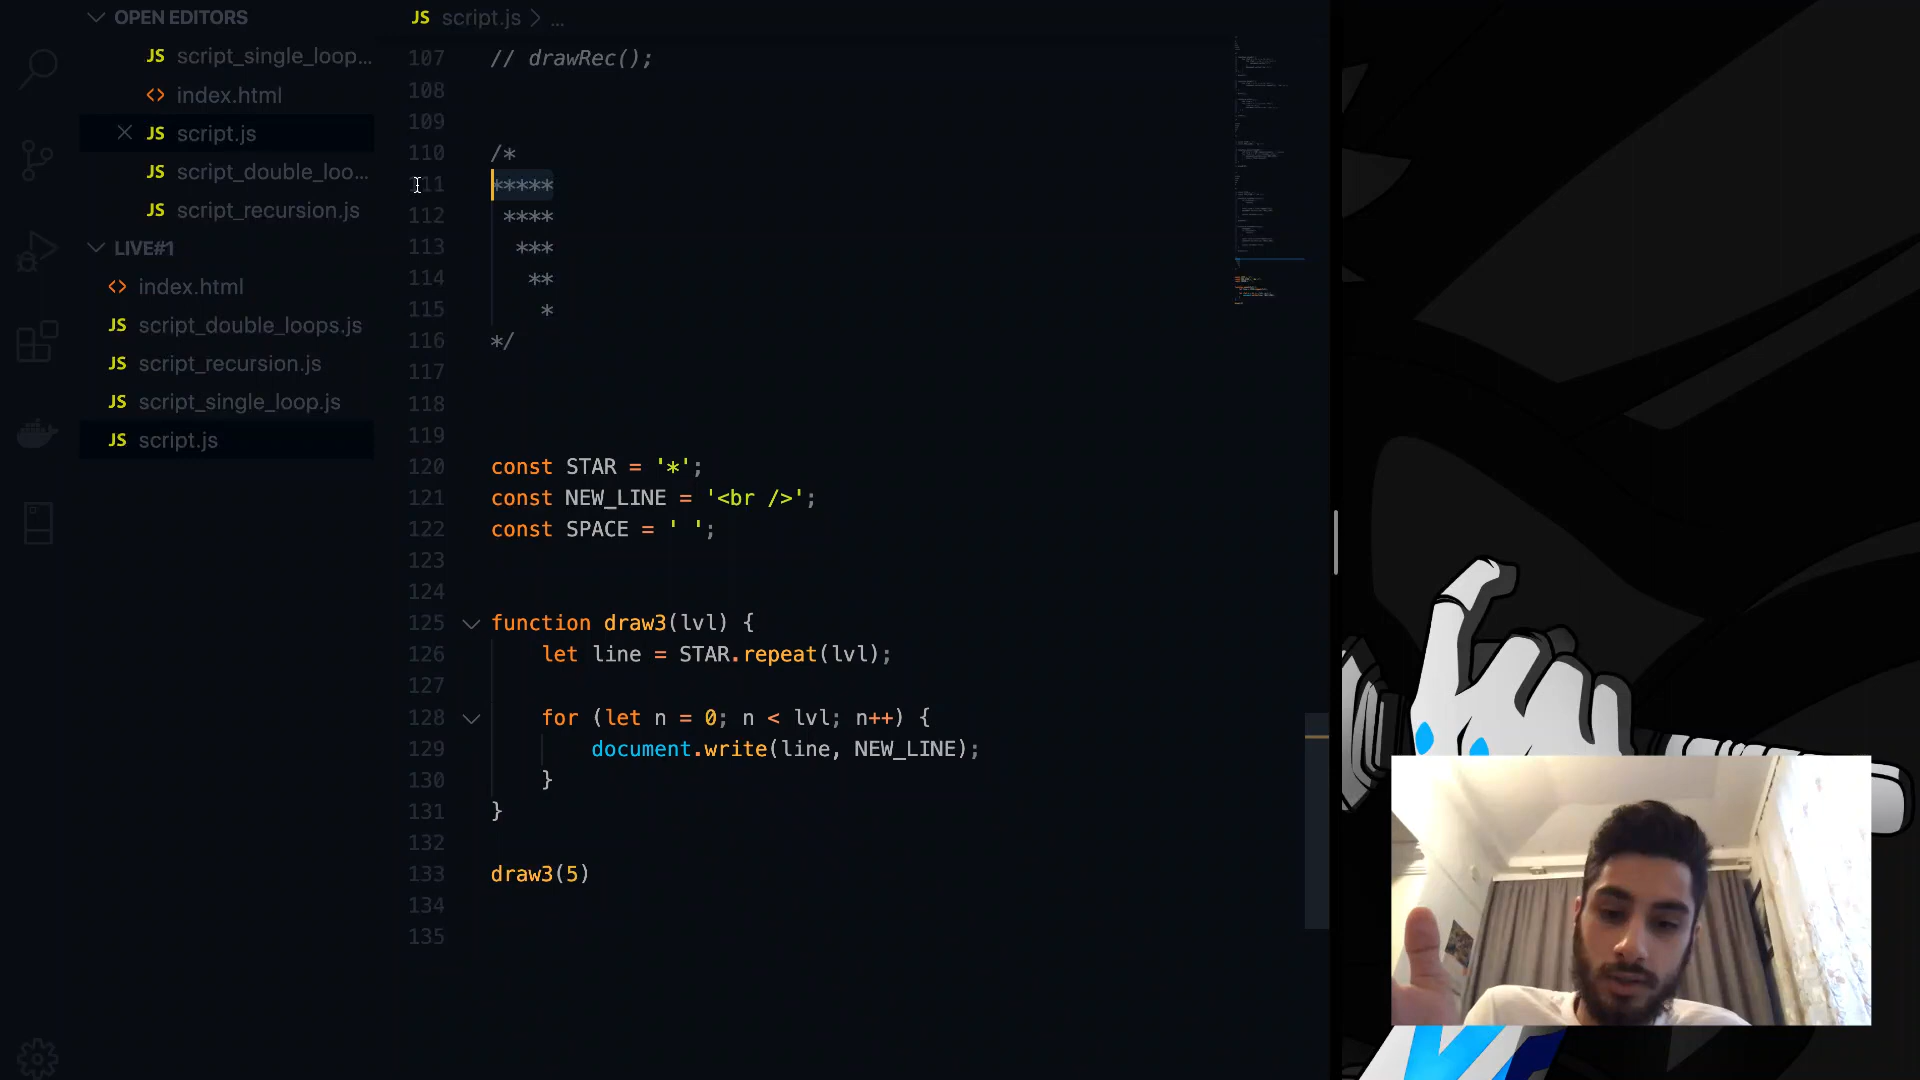 OPEN EDITORS
JS script_single_loop...
<> index.html
JS script.js
JS script_double_loo...
JS script_recursion.js
LIVE#1
<> index.html
JS script_double_loops.js
JS script_recursion.js
JS script_single_loop.js
JS script.js
JS script.js > ...
107 // drawRec();
108
109
110 /*
111 *****
112 ****
113 ***
114 **
115 *
116 */
117
118
119
120 const STAR = '*';
121 const NEW_LINE = '<br />';
122 const SPACE = ' ';
123
124
125 function draw3(lvl) {
126 let line = STAR.repeat(lvl);
127
128 for (let n = 0; n < lvl; n++) {
129 document.write(line, NEW_LINE);
130 }
131 }
132
133 draw3(5)
134
135